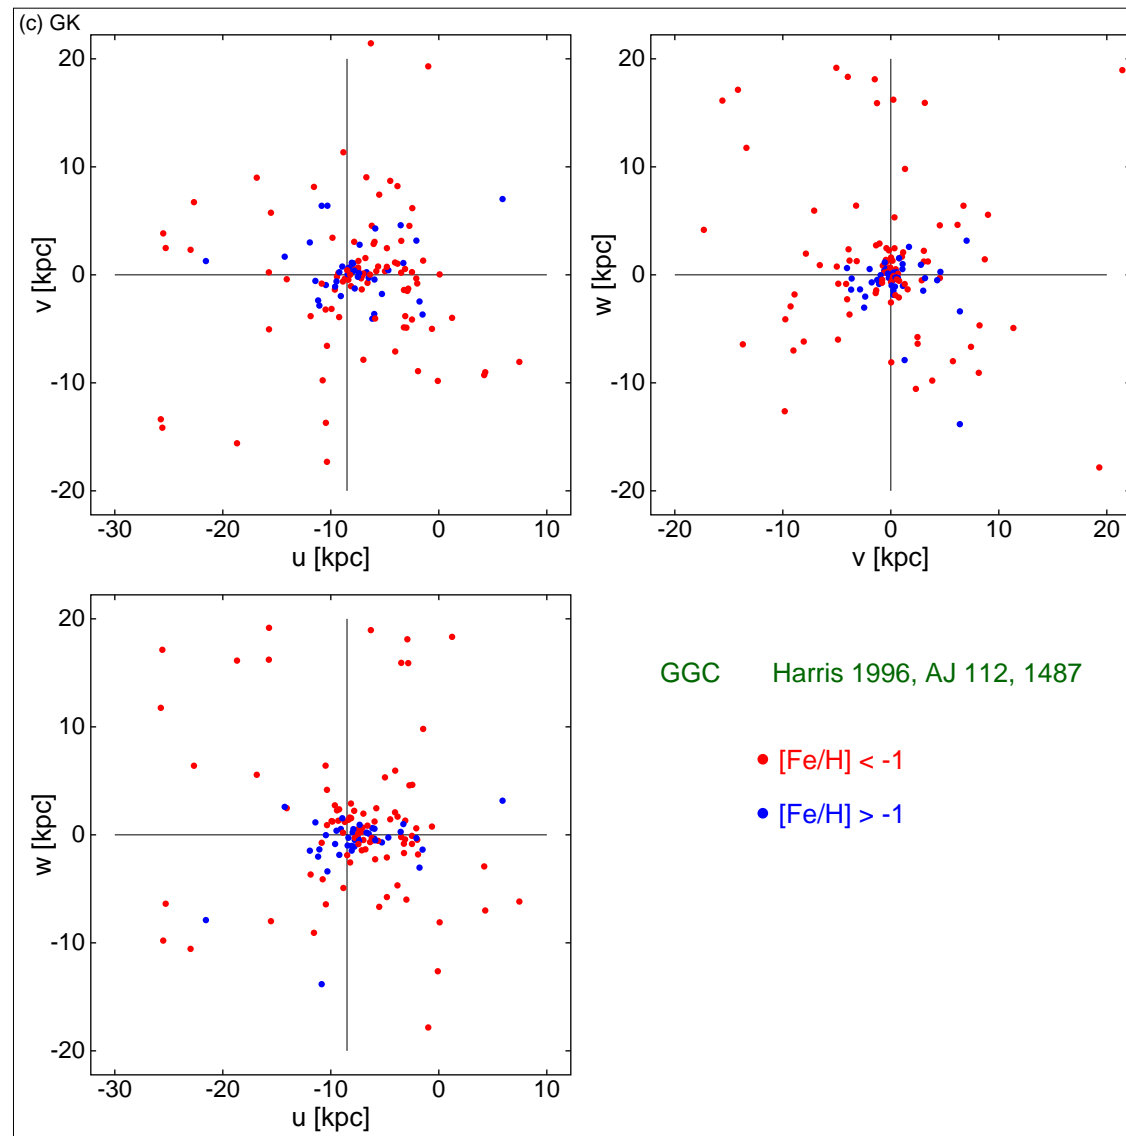 (c) GK
20
10
0
-10
-20
v [kpc]
-30 -20 -10 0 10
u [kpc]
20
10
0
-10
-20
w [kpc]
-20 -10 0 10 20
v [kpc]
20
10
0
-10
-20
w [kpc]
-30 -20 -10 0 10
u [kpc]
GGC Harris 1996, AJ 112, 1487
[Fe/H] < -1
[Fe/H] > -1